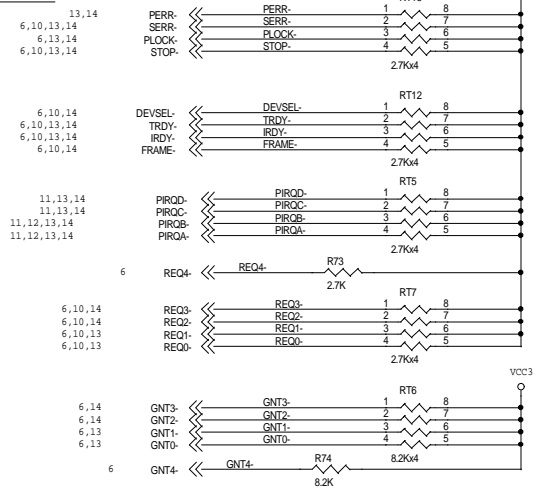 13,14 PERR- PERR- 1 8
6,10,13,14 SERR- SERR- 2 7
6,13,14 PLOCK- PLOCK- 3 6
6,10,13,14 STOP- STOP- 4 5
2.7Kx4
RT12
6,10,14 DEVSEL- DEVSEL- 1 8
6,10,13,14 TRDY- TRDY- 2 7
6,10,13,14 IRDY- IRDY- 3 6
6,10,14 FRAME- FRAME- 4 5
2.7Kx4
RT5
11,13,14 PIRQD- PIRQD- 1 8
11,13,14 PIRQC- PIRQC- 2 7
11,12,13,14 PIRQB- PIRQB- 3 6
11,12,13,14 PIRQA- PIRQA- 4 5
2.7Kx4
6 REQ4- REQ4- R73
2.7K
RT7
6,10,14 REQ3- REQ3- 1 8
6,10,14 REQ2- REQ2- 2 7
6,10,13 REQ1- REQ1- 3 6
6,10,13 REQ0- REQ0- 4 5
2.7Kx4
VCC3
RT6
6,14 GNT3- GNT3- 1 8
6,14 GNT2- GNT2- 2 7
6,13 GNT1- GNT1- 3 6
6,13 GNT0- GNT0- 4 5
8.2Kx4
6 GNT4- GNT4- R74
8.2K